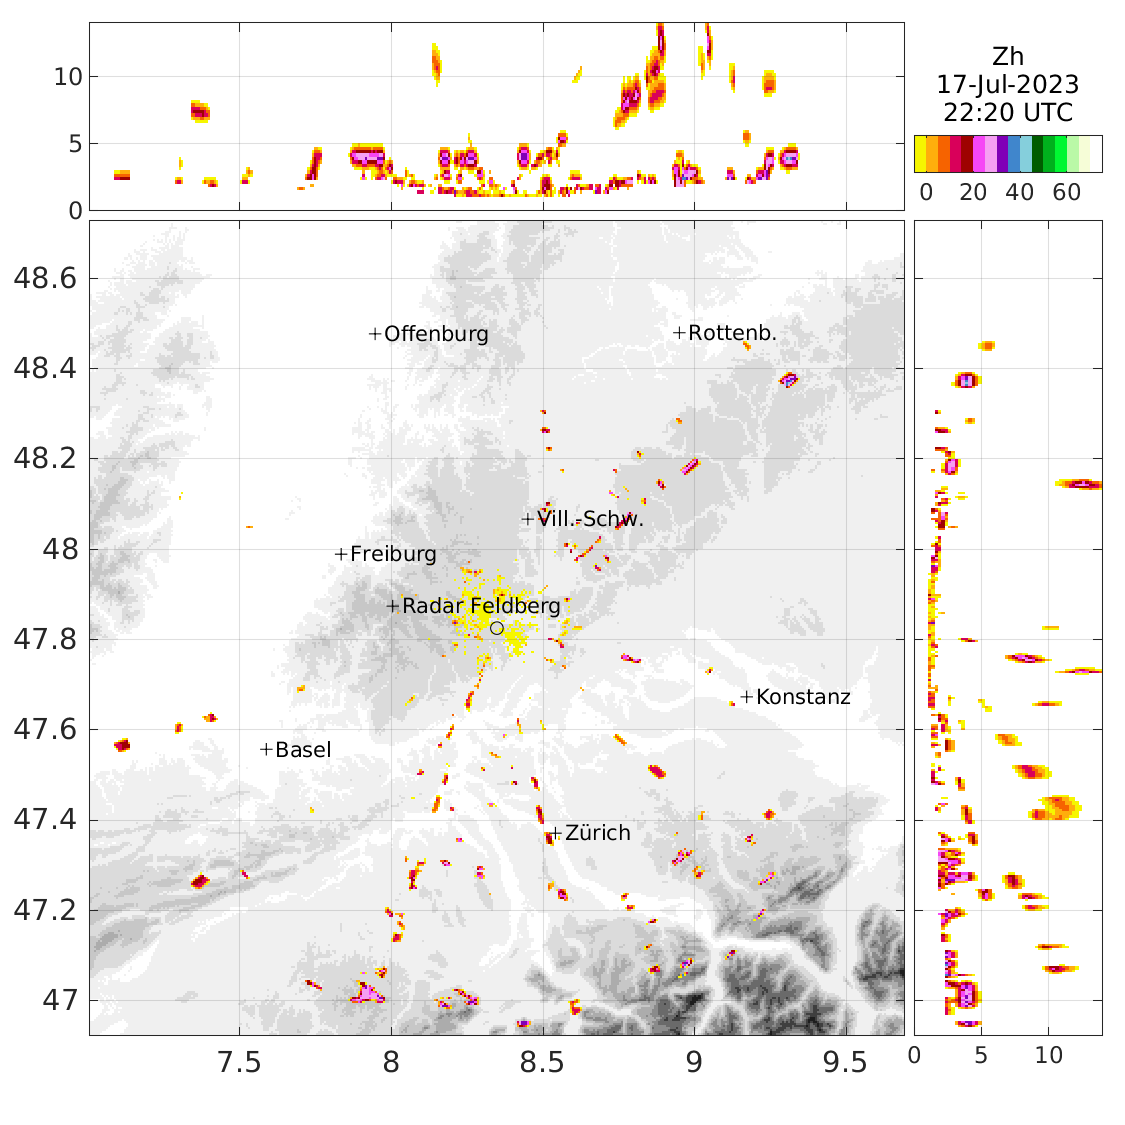 Zh
17-Jul-2023
22:20 UTC
10
5
0
0 20 40 60
48.6
48.4
48.2
48
47.8
47.6
47.4
47.2
47
+Offenburg
+Rottenb.
+Vill.-Schw.
+Freiburg
+Radar Feldberg
+Konstanz
+Basel
+Zürich
7.5 8 8.5 9 9.5
0 5 10